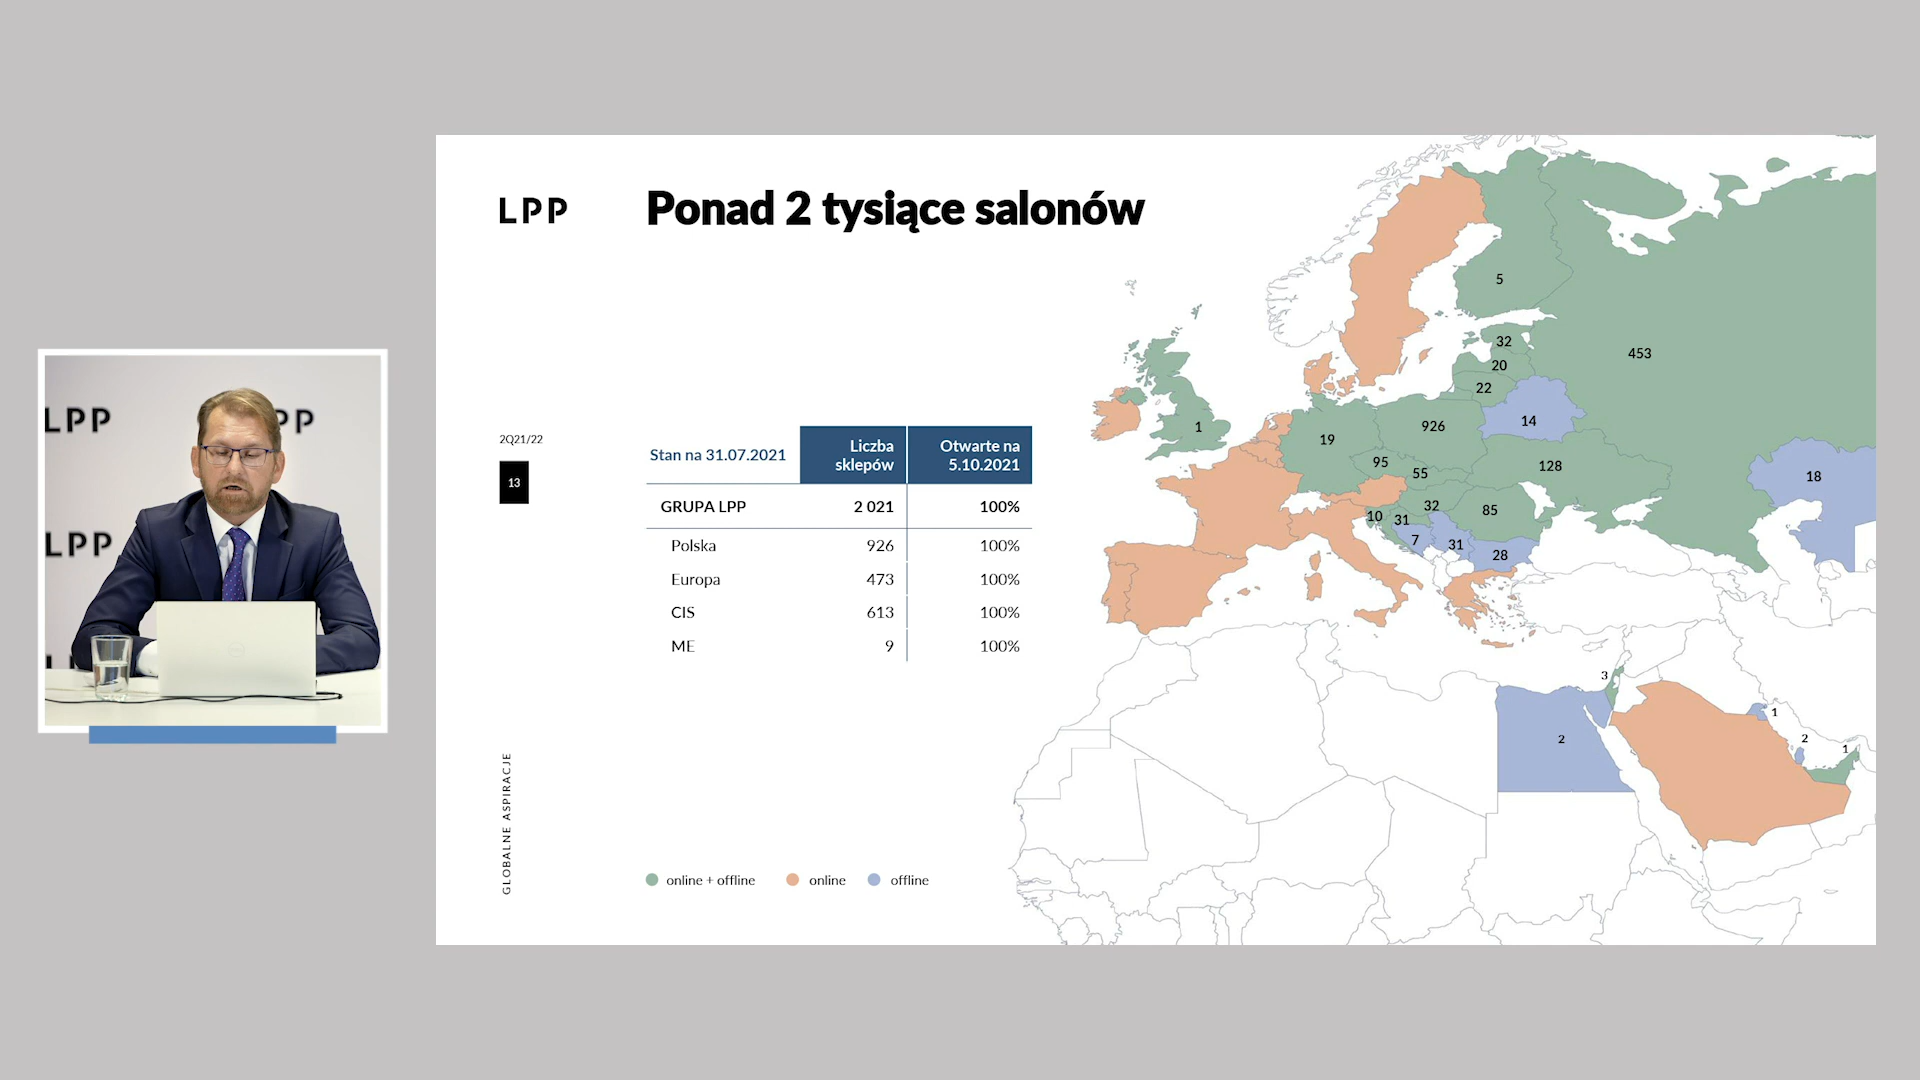 LPP
Ponad 2 tysiące salonów
2Q21/22
13
GLOBALNE ASPIRACJE
Stan na 31.07.2021
Liczba sklepów
Otwarte na 5.10.2021
GRUPA LPP 2 021 100%
Polska 926 100%
Europa 473 100%
CIS 613 100%
ME 9 100%
online + offline
online
offline
5
453
32
20
22
14
1
19
926
95
55
128
18
32
85
10
31
7
31
28
3
2
1
2
1
LPP
PP
LPP
L